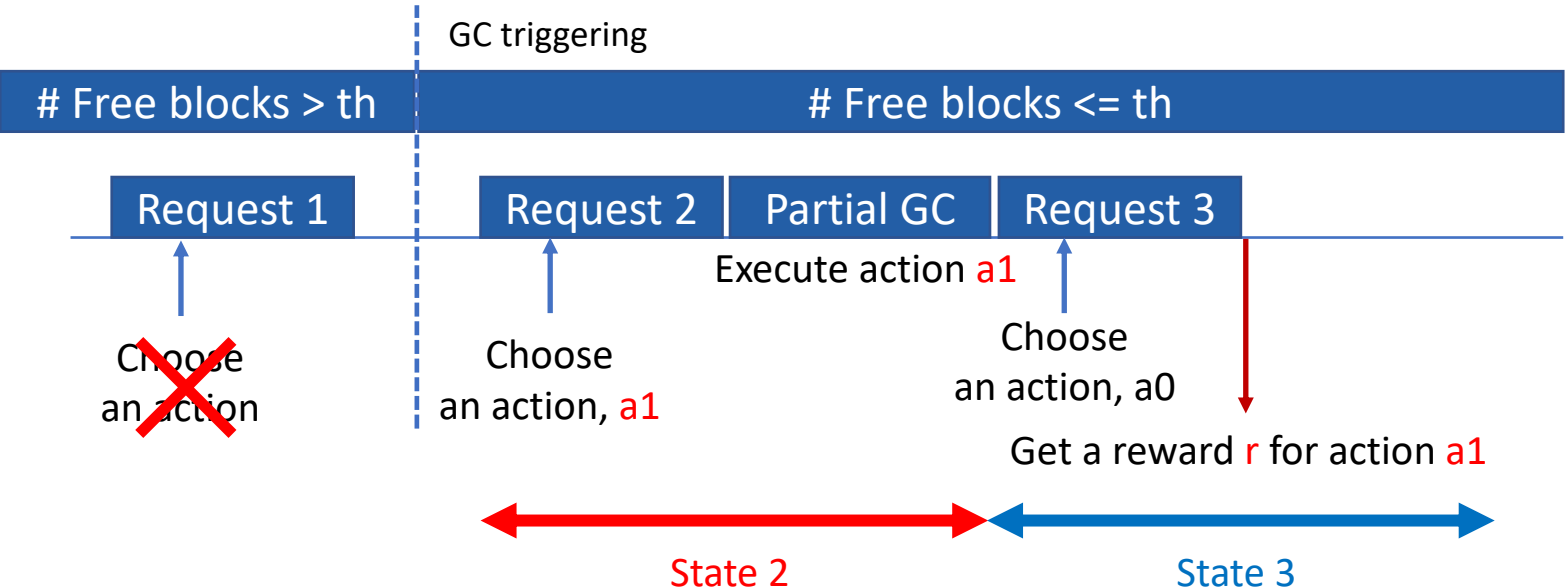 GC triggering
# Free blocks > th
# Free blocks <= th
Request 1
Request 2
Partial GC
Request 3
Execute action a1
Choose
an action
Choose
an action, a1
Choose
an action, a0
Get a reward r for action a1
State 2
State 3